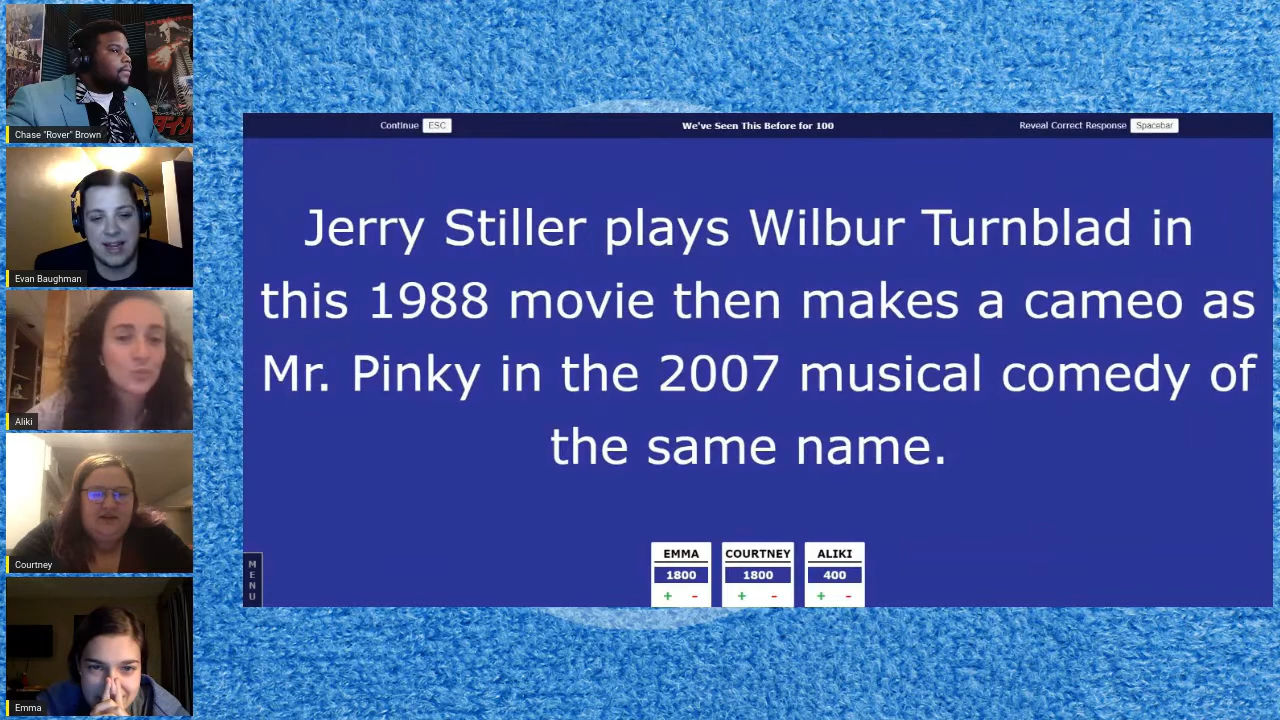 Chase "Rover" Brown
Evan Baughman
Aliki
Courtney
Emma
Continue ESC
We've Seen This Before for 100
Reveal Correct Response Spacebar
Jerry Stiller plays Wilbur Turnblad in
this 1988 movie then makes a cameo as
Mr. Pinky in the 2007 musical comedy of
the same name.
MENU
EMMA COURTNEY ALIKI
1800 1800 400
+ - + - + -